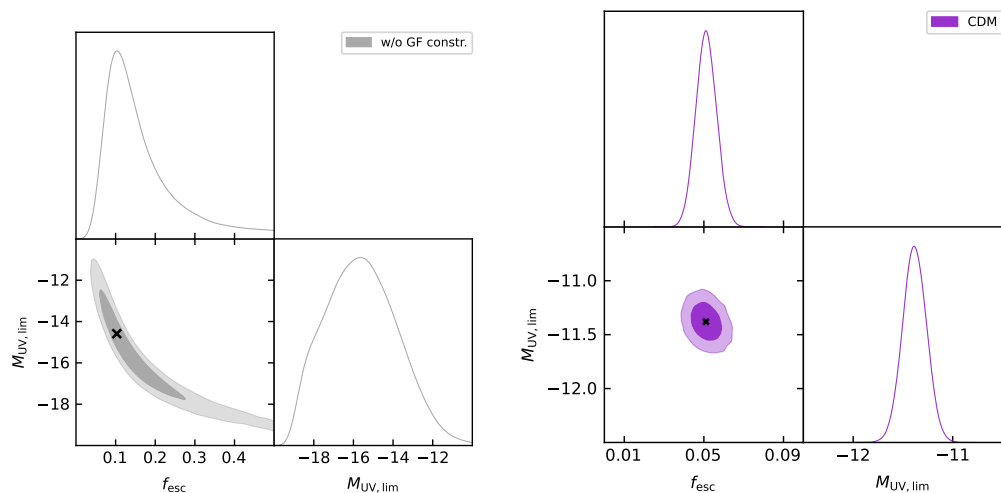 w/o GF constr.
−12
−14
−16
−18
M_UV, lim
0.1 0.2 0.3 0.4
f_esc
−18 −16 −14 −12
M_UV, lim
CDM
−11.0
−11.5
−12.0
M_UV, lim
0.01 0.05 0.09
f_esc
−12 −11
M_UV, lim